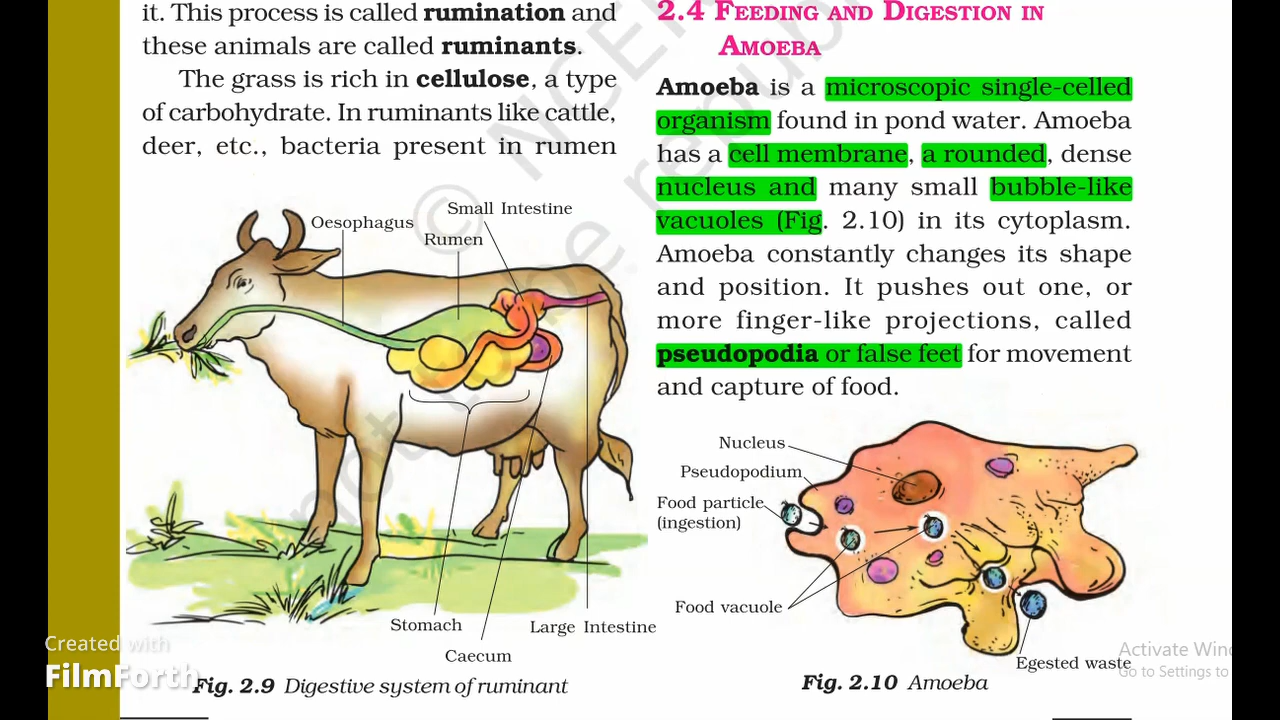 it. This process is called rumination and
these animals are called ruminants.
The grass is rich in cellulose, a type
of carbohydrate. In ruminants like cattle,
deer, etc., bacteria present in rumen
Small Intestine
Oesophagus
Rumen
Stomach
Large Intestine
Caecum
Fig. 2.9 Digestive system of ruminant
2.4 FEEDING AND DIGESTION IN
AMOEBA
Amoeba is a microscopic single-celled
organism found in pond water. Amoeba
has a cell membrane, a rounded, dense
nucleus and many small bubble-like
vacuoles (Fig. 2.10) in its cytoplasm.
Amoeba constantly changes its shape
and position. It pushes out one, or
more finger-like projections, called
pseudopodia or false feet for movement
and capture of food.
Nucleus
Pseudopodium
Food particle
(ingestion)
Food vacuole
Egested waste
Fig. 2.10 Amoeba
Created with
FilmForth
Activate Wind
Go to Settings to
© NCER
not to be republ